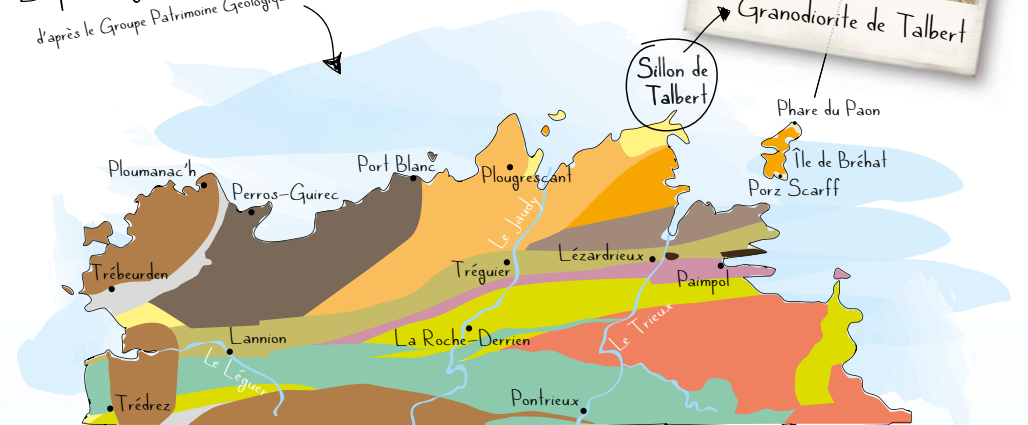 d'après le Groupe Patrimoine Géologique
Granodiorite de Talbert
Sillon de
Talbert
Phare du Paon
Île de Bréhat
Porz Scarff
Ploumanac'h
Perros-Guirec
Port Blanc
Plougrescant
Le Jaudy
Trébeurden
Tréguier
Lézardrieux
Paimpol
Lannion
La Roche-Derrien
Le Trieux
Le Léguer
Trédrez
Pontrieux